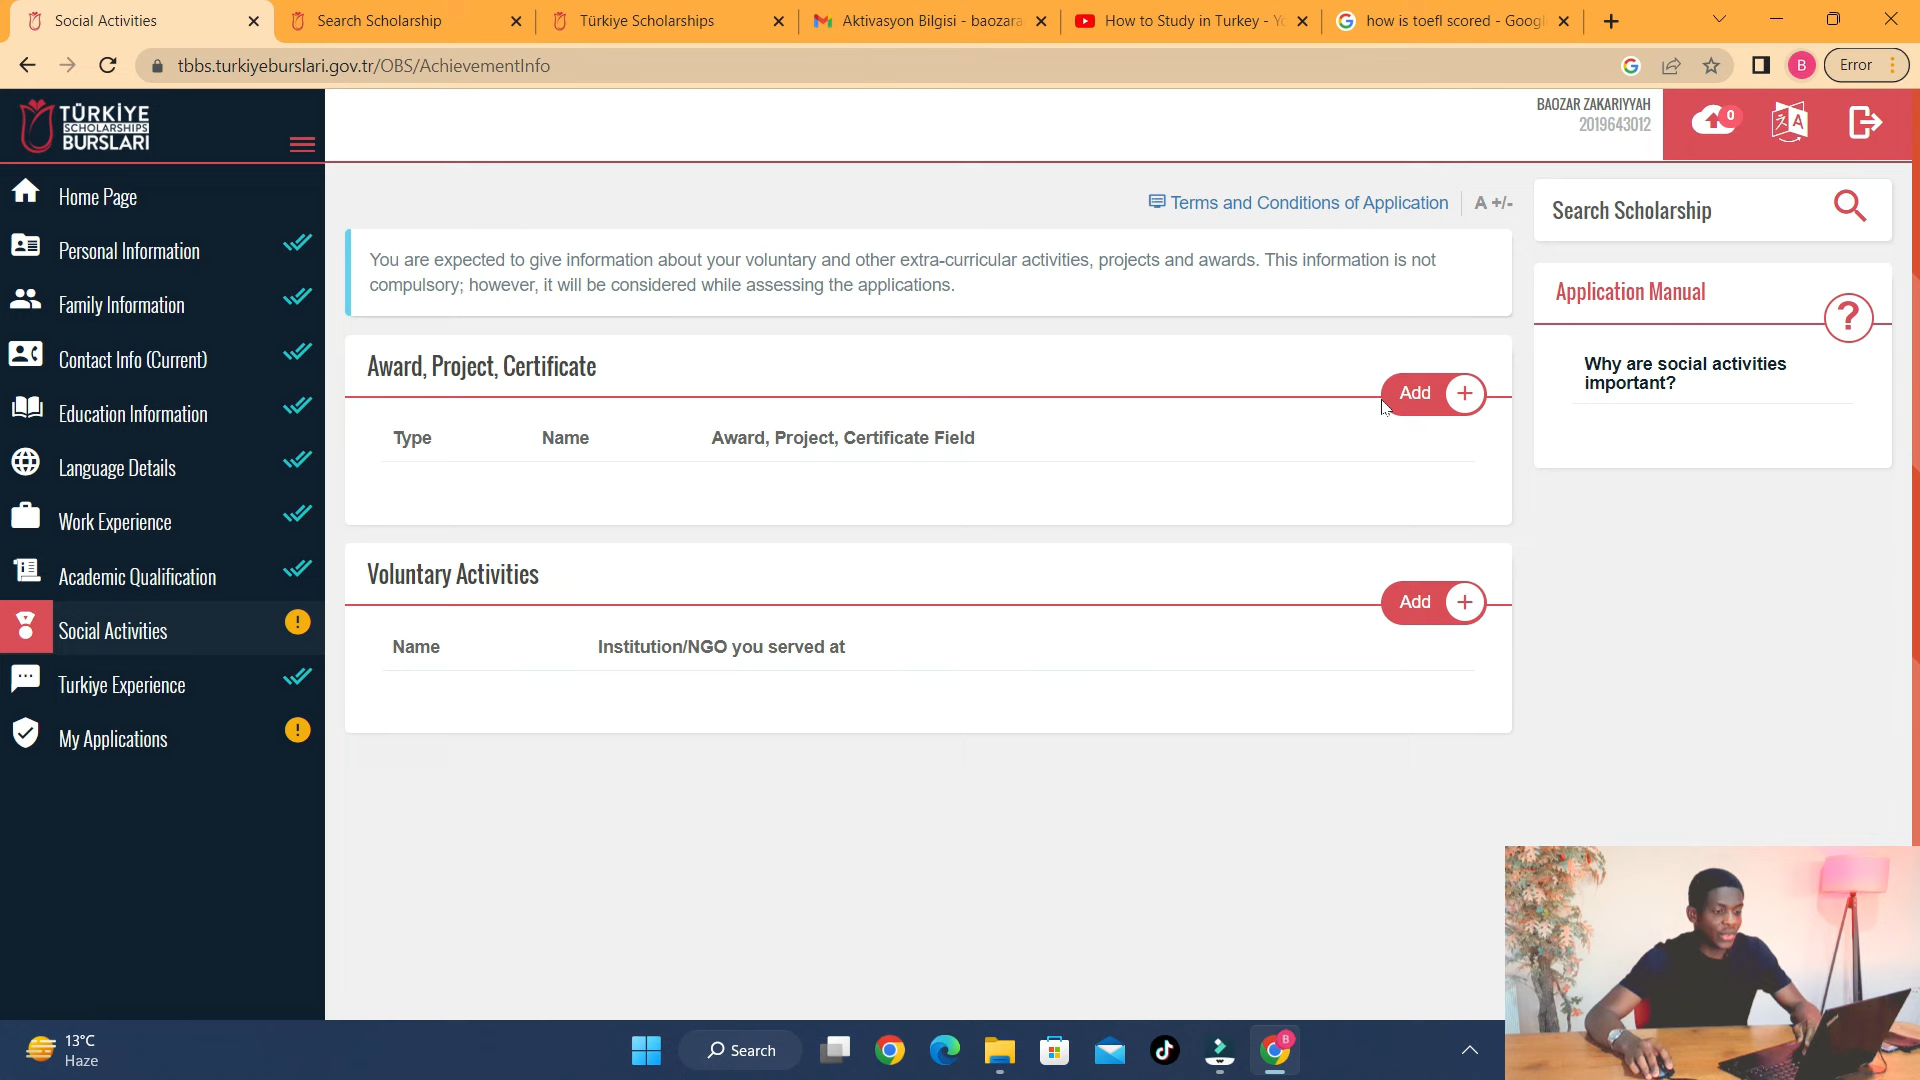 Social Activities
Search Scholarship
Türkiye Scholarships
Aktivasyon Bilgisi - baozara
How to Study in Turkey - Yo
how is toefl scored - Googl
tbbs.turkiyeburslari.gov.tr/OBS/AchievementInfo
B
Error
TÜRKİYE
SCHOLARSHIPS
BURSLARI
BAOZAR ZAKARIYYAH
2019643012
0
A
Home Page
Personal Information
Family Information
Contact Info (Current)
Education Information
Language Details
Work Experience
Academic Qualification
Social Activities
!
Turkiye Experience
My Applications
!
Terms and Conditions of Application
A +/-
You are expected to give information about your voluntary and other extra-curricular activities, projects and awards. This information is not
compulsory; however, it will be considered while assessing the applications.
Award, Project, Certificate
Add +
Type Name Award, Project, Certificate Field
Voluntary Activities
Add +
Name Institution/NGO you served at
Search Scholarship
Application Manual
?
Why are social activities
important?
13°C
Haze
Search
B